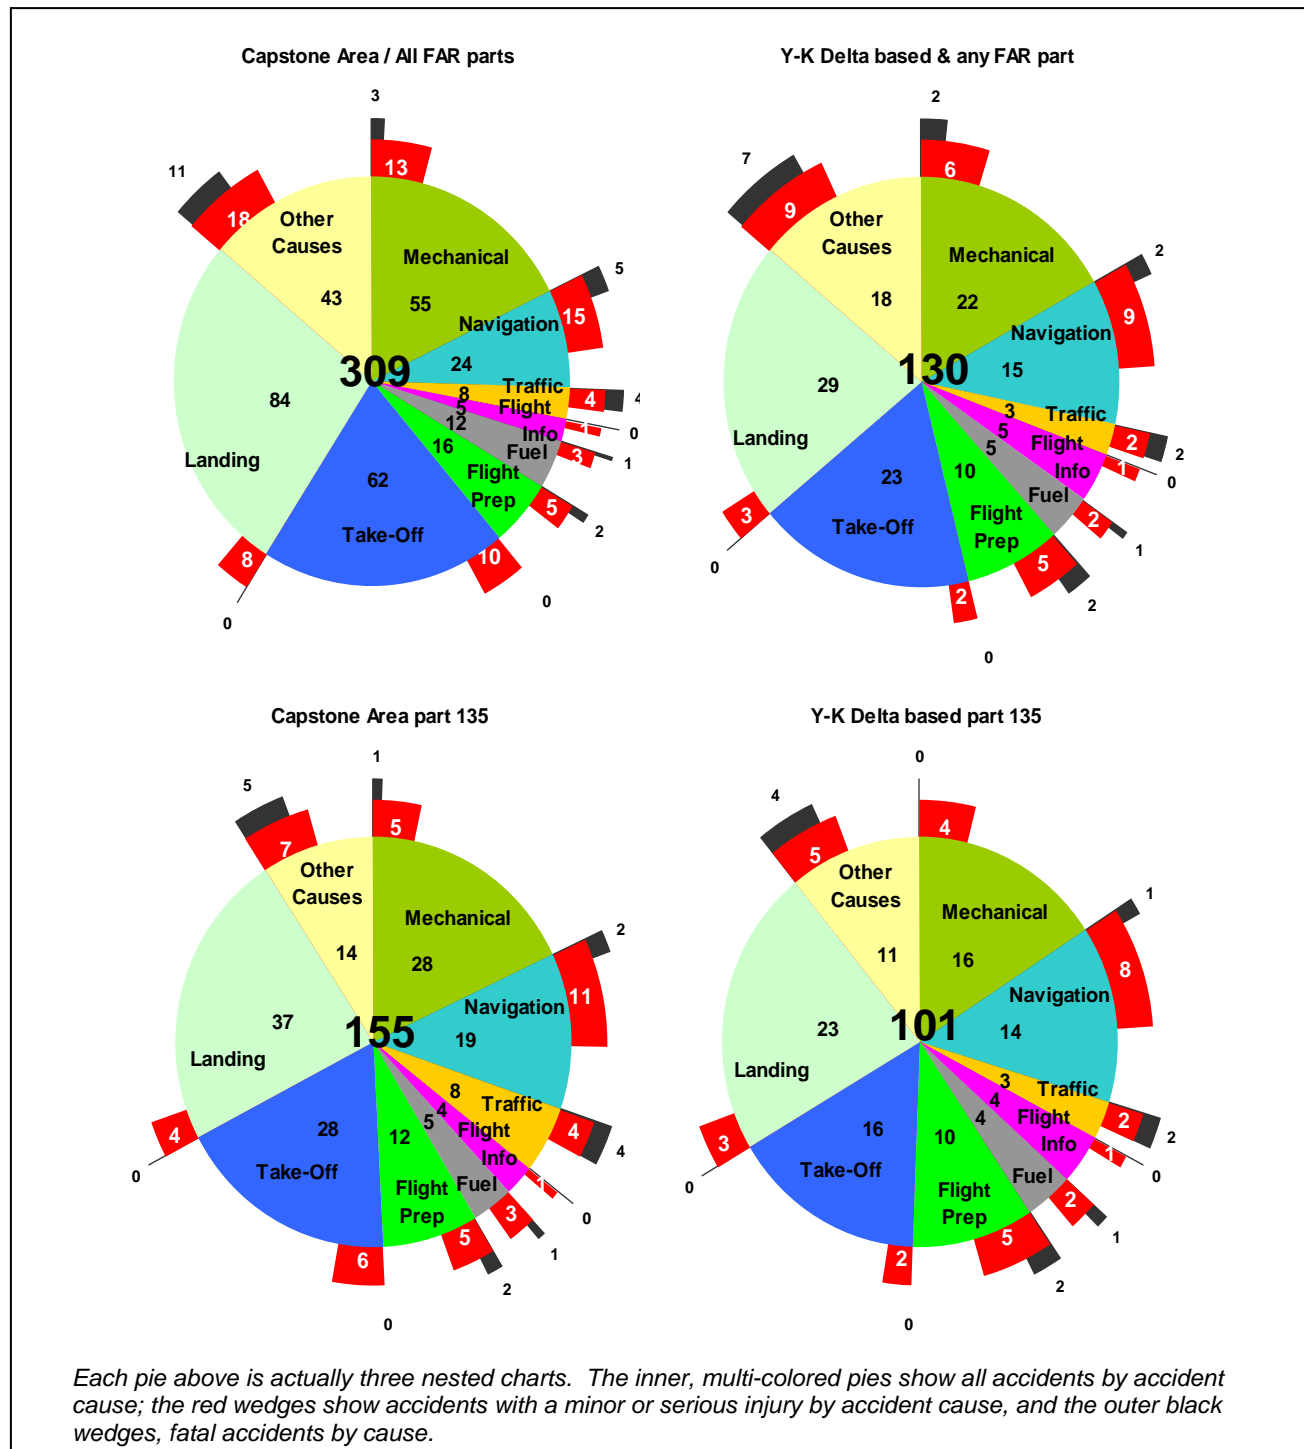 Capstone Area / All FAR parts
3
13
11
18
Other
Causes
43
Mechanical
55
5
15
Navigation
24
309
Traffic
8
4
4
Flight
Info
5
1
0
Fuel
12
3
1
Flight
Prep
16
5
2
Take-Off
62
10
0
Landing
84
8
0
Y-K Delta based & any FAR part
2
6
7
9
Other
Causes
18
Mechanical
22
2
9
Navigation
15
130
Traffic
3
2
2
Flight
Info
5
1
0
Fuel
5
2
1
Flight
Prep
10
5
2
Take-Off
23
2
0
Landing
29
3
0
Capstone Area part 135
1
5
5
7
Other
Causes
14
Mechanical
28
2
11
Navigation
19
155
Traffic
8
4
4
Flight
Info
4
1
0
Fuel
5
3
1
Flight
Prep
12
5
2
Take-Off
28
6
0
Landing
37
4
0
Y-K Delta based part 135
0
4
4
5
Other
Causes
11
Mechanical
16
1
8
Navigation
14
101
Traffic
3
2
2
Flight
Info
4
1
0
Fuel
4
2
1
Flight
Prep
10
5
2
Take-Off
16
2
0
Landing
23
3
0
Each pie above is actually three nested charts. The inner, multi-colored pies show all accidents by accident
cause; the red wedges show accidents with a minor or serious injury by accident cause, and the outer black
wedges, fatal accidents by cause.